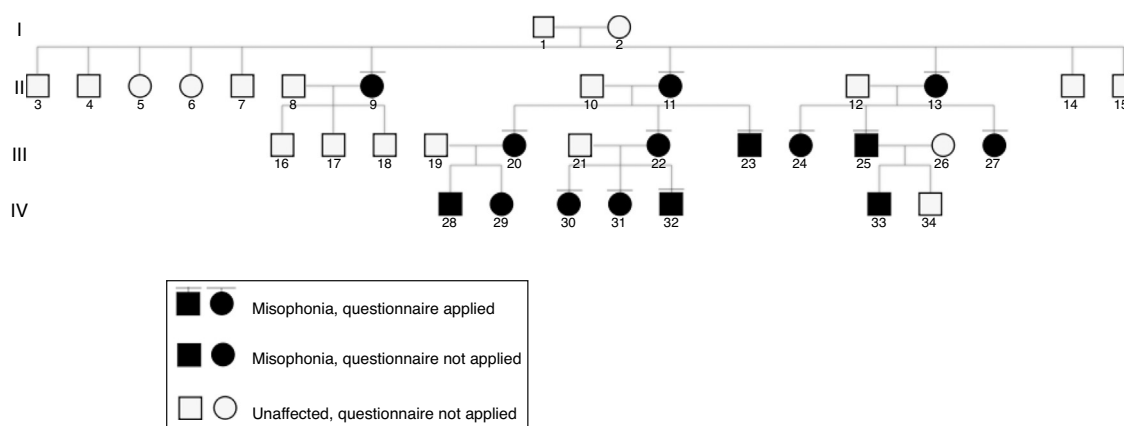 I
1 2
II
3 4 5 6 7 8 9 10 11 12 13 14 15
III
16 17 18 19 20 21 22 23 24 25 26 27
IV
28 29 30 31 32 33 34
Misophonia, questionnaire applied
Misophonia, questionnaire not applied
Unaffected, questionnaire not applied